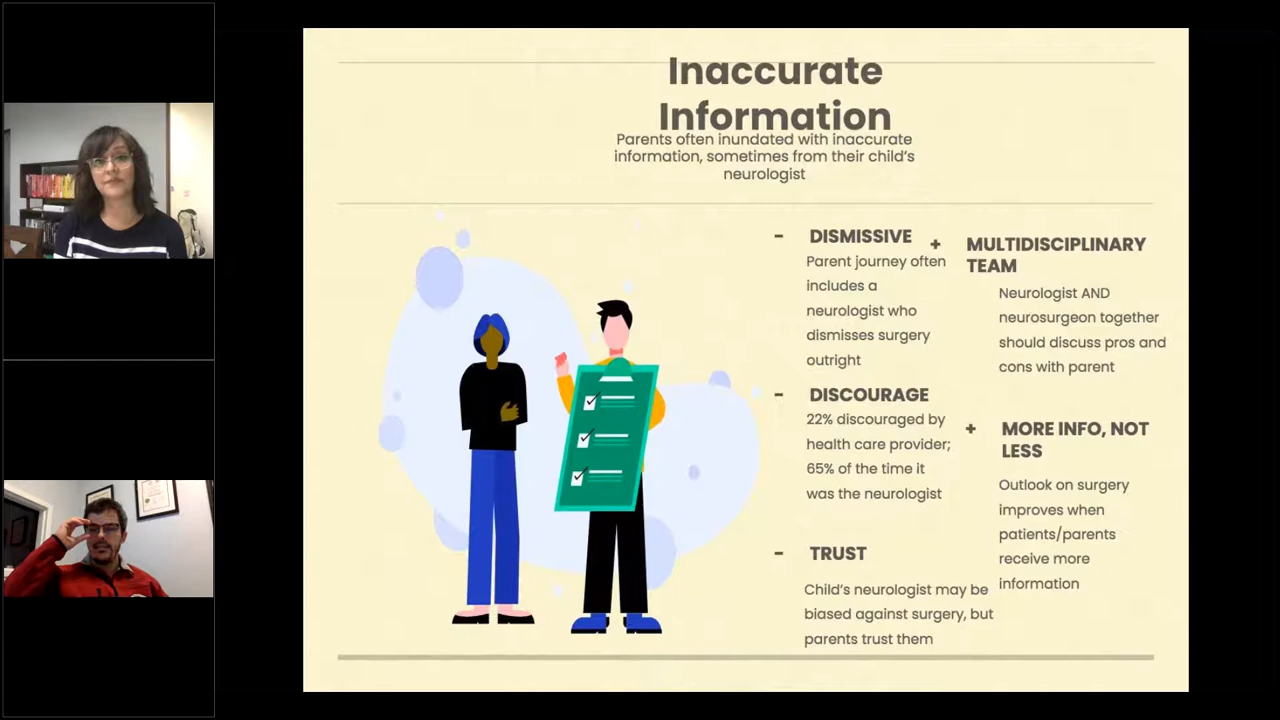 Inaccurate
Information
Parents often inundated with inaccurate
information, sometimes from their child’s
neurologist
- DISMISSIVE
Parent journey often
includes a
neurologist who
dismisses surgery
outright
- DISCOURAGE
22% discouraged by
health care provider;
65% of the time it
was the neurologist
- TRUST
Child’s neurologist may be
biased against surgery, but
parents trust them
+ MULTIDISCIPLINARY
TEAM
Neurologist AND
neurosurgeon together
should discuss pros and
cons with parent
+ MORE INFO, NOT
LESS
Outlook on surgery
improves when
patients/parents
receive more
information